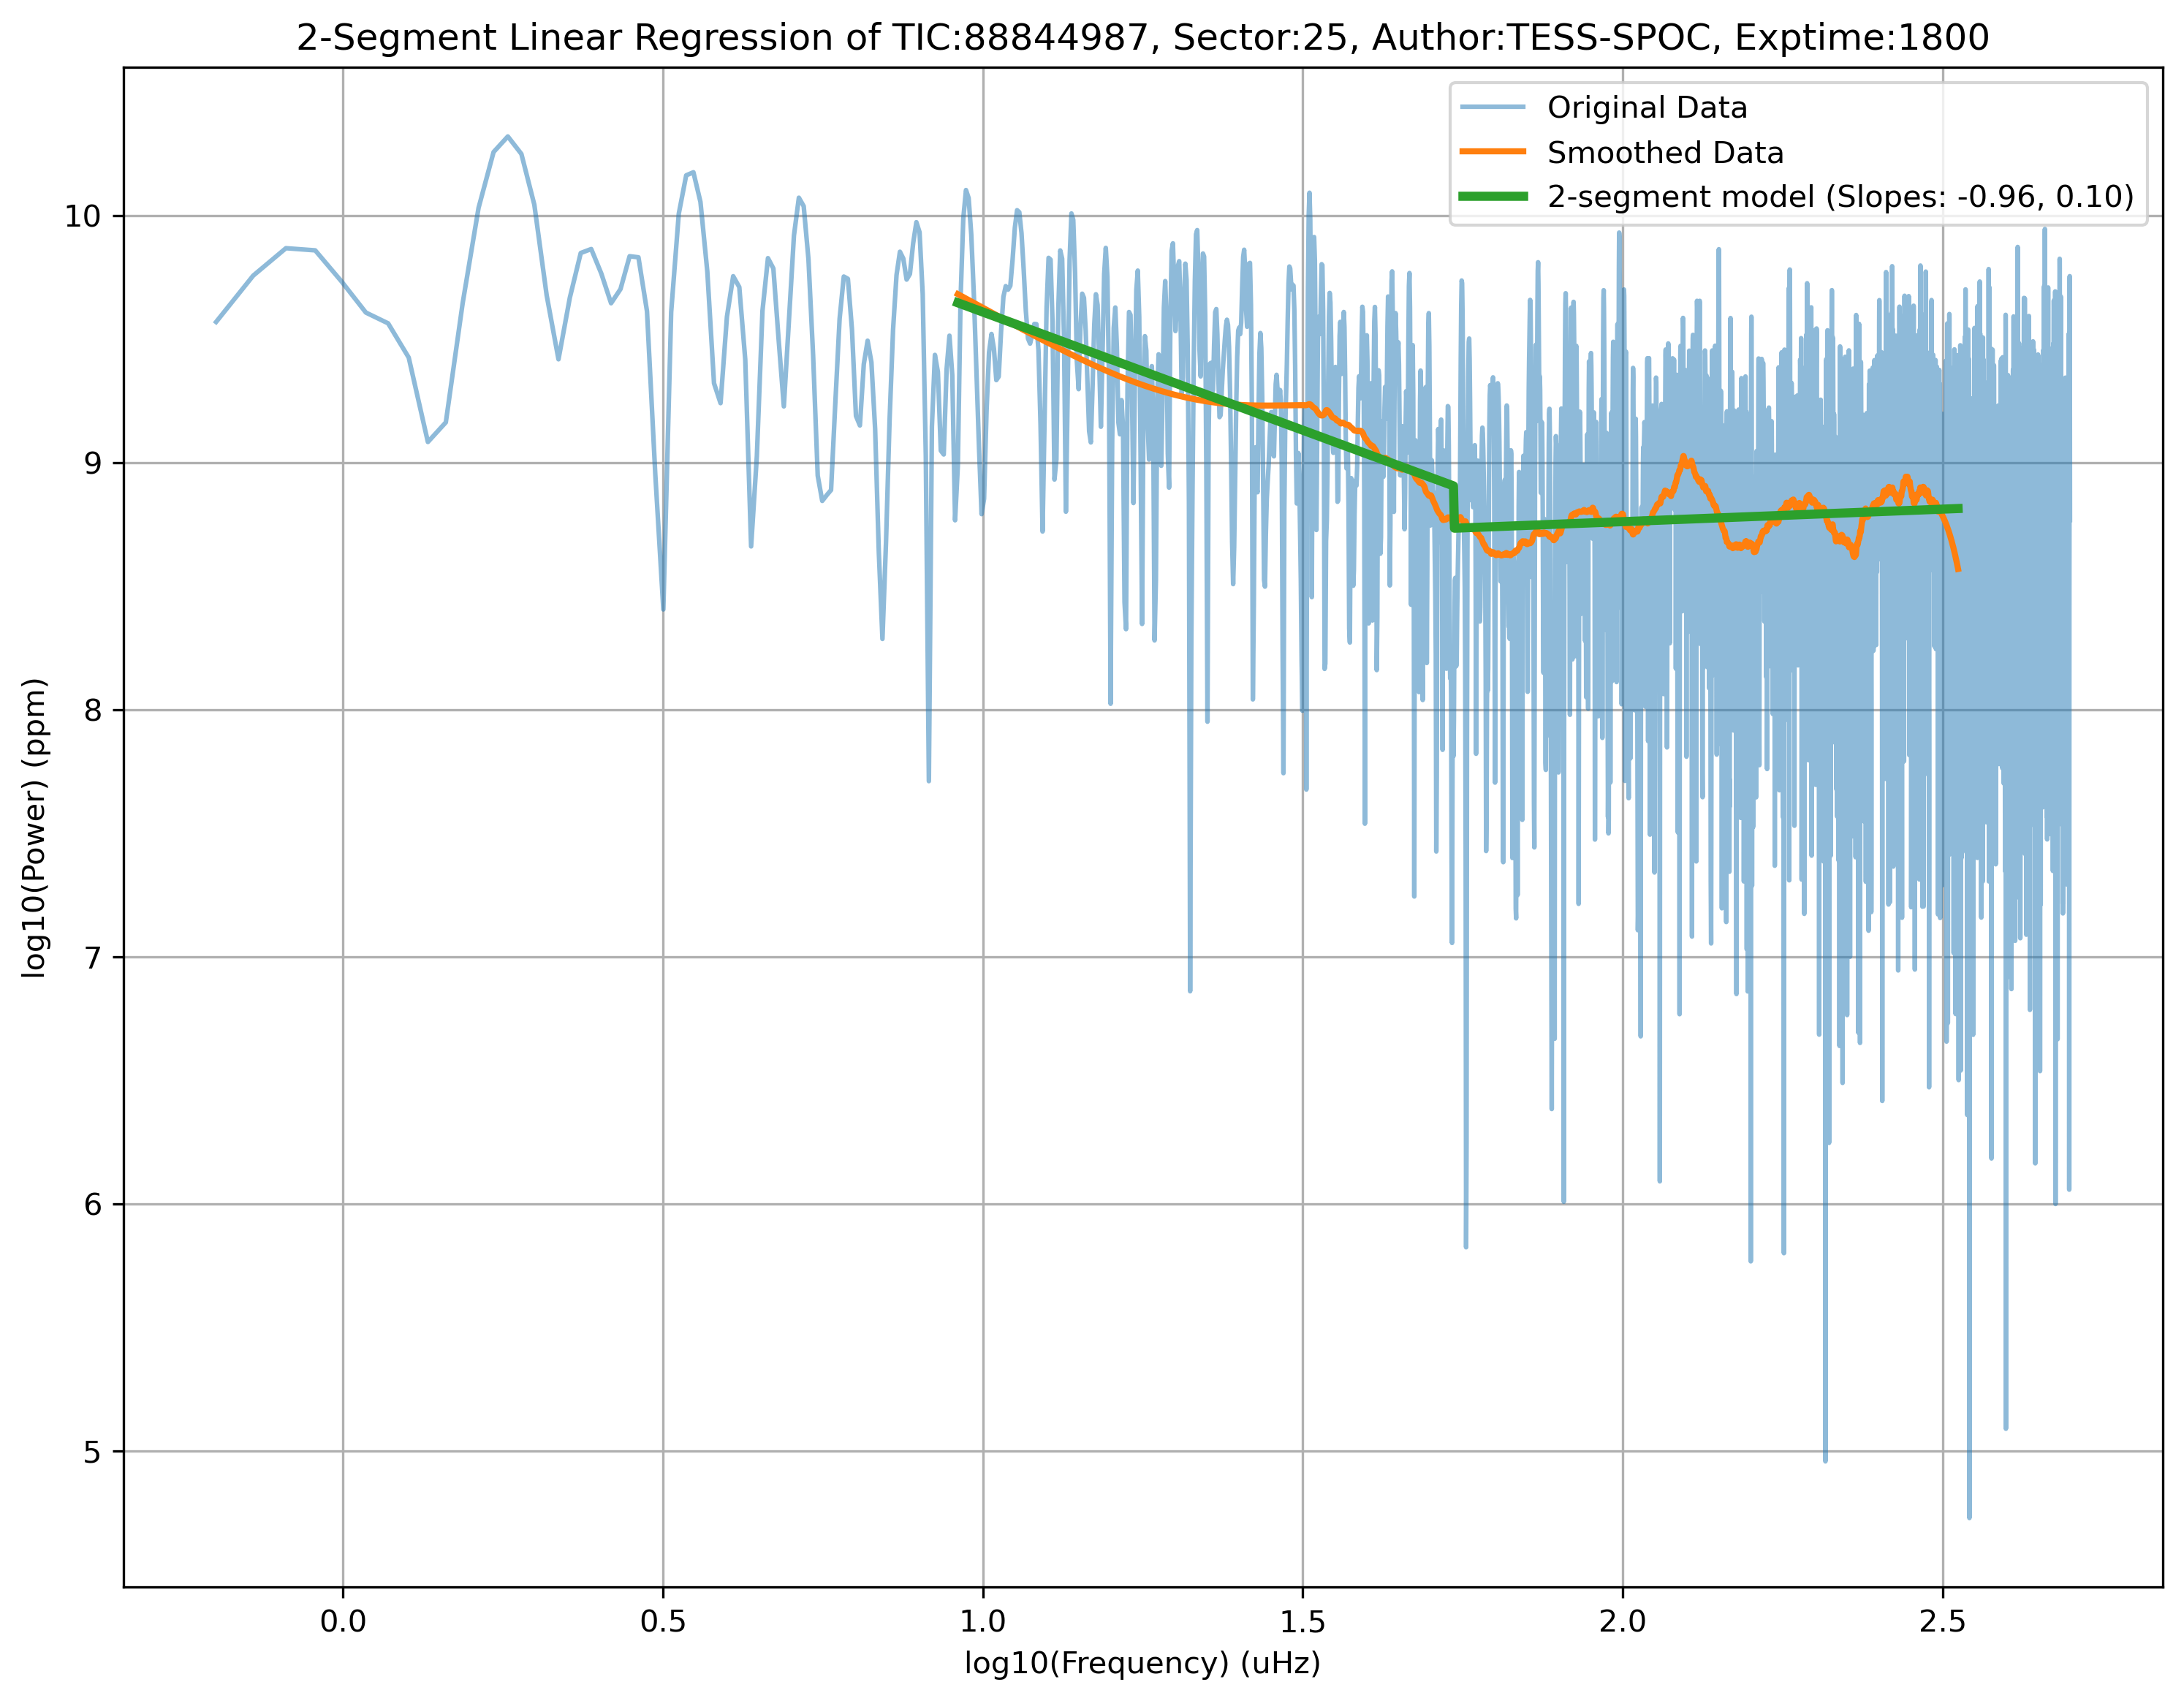 2-Segment Linear Regression of TIC:88844987, Sector:25, Author:TESS-SPOC, Exptime:1800
Original Data
Smoothed Data
2-segment model (Slopes: -0.96, 0.10)
log10(Power) (ppm)
10
9
8
7
6
5
0.0 0.5 1.0 1.5 2.0 2.5
log10(Frequency) (uHz)